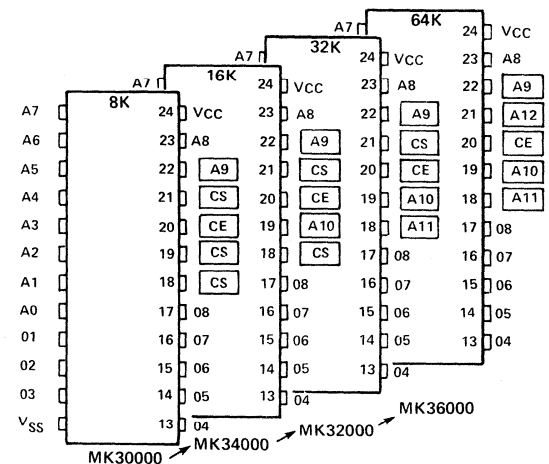 64K
24 VCC
A7 32K 23 A8
24 VCC 22 A9
A7 16K 23 A8 21 A12
24 VCC 22 A9 20 CE
A7 8K 23 A8 21 CS 19 A10
24 VCC 22 A9 20 CE 18 A11
A6 23 A8 21 CS 19 A10 17 08
A5 22 A9 20 CE 18 A11 16 07
A4 21 CS 19 A10 17 08 15 06
A3 20 CE 18 CS 16 07 14 05
A2 19 CS 17 08 15 06 13 04
A1 18 CS 16 07 14 05
A0 17 08 15 06 13 04
01 16 07 14 05
02 15 06 13 04
03 14 05
VSS 13 04
MK30000 MK34000 MK32000 MK36000